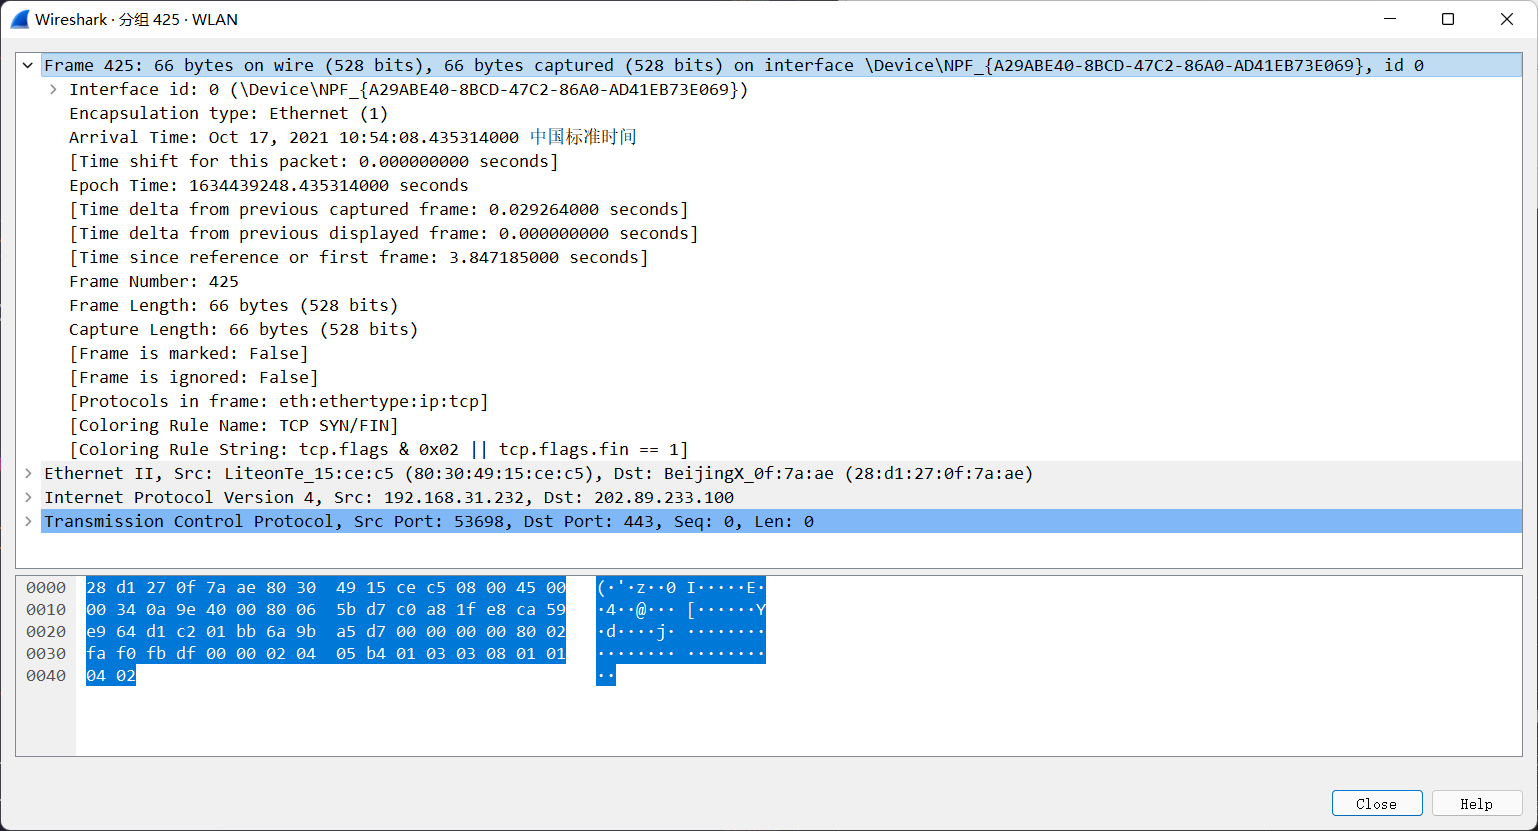 Wireshark · 分组 425 · WLAN
Frame 425: 66 bytes on wire (528 bits), 66 bytes captured (528 bits) on interface \Device\NPF_{A29ABE40-8BCD-47C2-86A0-AD41EB73E069}, id 0
Interface id: 0 (\Device\NPF_{A29ABE40-8BCD-47C2-86A0-AD41EB73E069})
Encapsulation type: Ethernet (1)
Arrival Time: Oct 17, 2021 10:54:08.435314000 中国标准时间
[Time shift for this packet: 0.000000000 seconds]
Epoch Time: 1634439248.435314000 seconds
[Time delta from previous captured frame: 0.029264000 seconds]
[Time delta from previous displayed frame: 0.000000000 seconds]
[Time since reference or first frame: 3.847185000 seconds]
Frame Number: 425
Frame Length: 66 bytes (528 bits)
Capture Length: 66 bytes (528 bits)
[Frame is marked: False]
[Frame is ignored: False]
[Protocols in frame: eth:ethertype:ip:tcp]
[Coloring Rule Name: TCP SYN/FIN]
[Coloring Rule String: tcp.flags & 0x02 || tcp.flags.fin == 1]
Ethernet II, Src: LiteonTe_15:ce:c5 (80:30:49:15:ce:c5), Dst: BeijingX_0f:7a:ae (28:d1:27:0f:7a:ae)
Internet Protocol Version 4, Src: 192.168.31.232, Dst: 202.89.233.100
Transmission Control Protocol, Src Port: 53698, Dst Port: 443, Seq: 0, Len: 0
0000 28 d1 27 0f 7a ae 80 30 49 15 ce c5 08 00 45 00 (·'·z··0 I·····E·
0010 00 34 0a 9e 40 00 80 06 5b d7 c0 a8 1f e8 ca 59 ·4··@··· [······Y
0020 e9 64 d1 c2 01 bb 6a 9b a5 d7 00 00 00 00 80 02 ·d····j· ········
0030 fa f0 fb df 00 00 02 04 05 b4 01 03 03 08 01 01 ········ ········
0040 04 02 ··
Close
Help